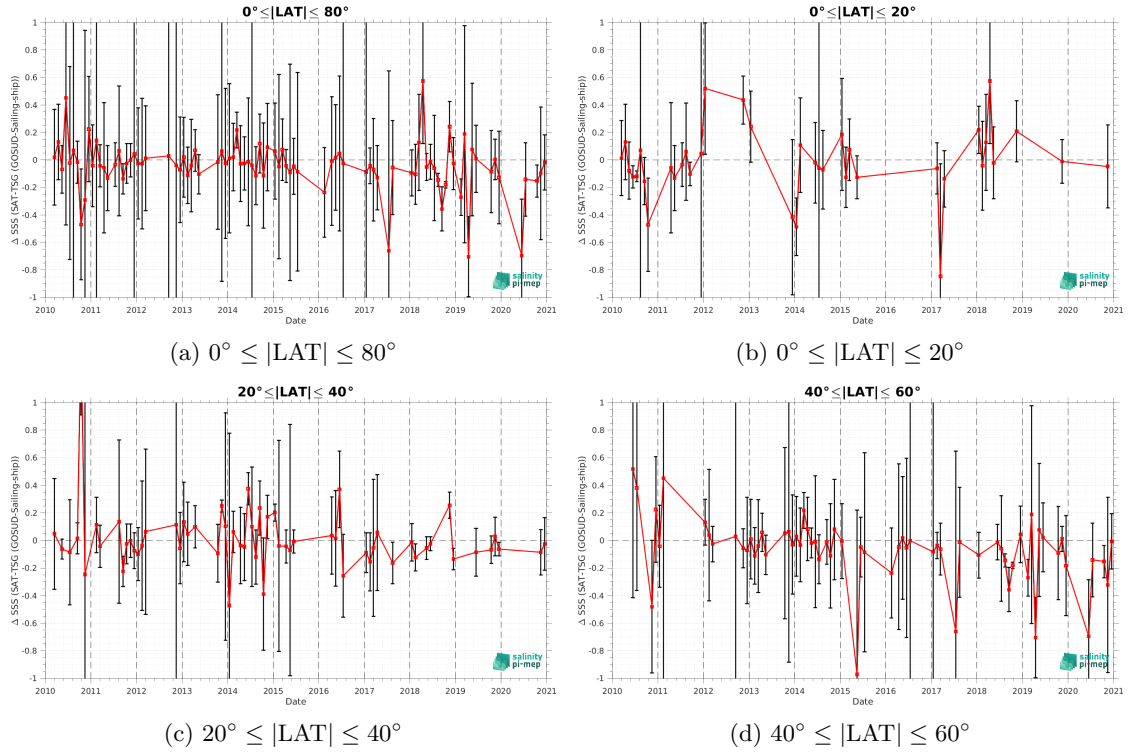 0°≤|LAT|≤ 80°
Δ SSS (SAT-TSG (GOSUD-Sailing-ship))
1
0.8
0.6
0.4
0.2
0
-0.2
-0.4
-0.6
-0.8
-1
2010 2011 2012 2013 2014 2015 2016 2017 2018 2019 2020 2021
Date
salinity
pi-mep
(a) 0° ≤ |LAT| ≤ 80°
0°≤|LAT|≤ 20°
Δ SSS (SAT-TSG (GOSUD-Sailing-ship))
1
0.8
0.6
0.4
0.2
0
-0.2
-0.4
-0.6
-0.8
-1
2010 2011 2012 2013 2014 2015 2016 2017 2018 2019 2020 2021
Date
salinity
pi-mep
(b) 0° ≤ |LAT| ≤ 20°
20°≤|LAT|≤ 40°
Δ SSS (SAT-TSG (GOSUD-Sailing-ship))
1
0.8
0.6
0.4
0.2
0
-0.2
-0.4
-0.6
-0.8
-1
2010 2011 2012 2013 2014 2015 2016 2017 2018 2019 2020 2021
Date
salinity
pi-mep
(c) 20° ≤ |LAT| ≤ 40°
40°≤|LAT|≤ 60°
Δ SSS (SAT-TSG (GOSUD-Sailing-ship))
1
0.8
0.6
0.4
0.2
0
-0.2
-0.4
-0.6
-0.8
-1
2010 2011 2012 2013 2014 2015 2016 2017 2018 2019 2020 2021
Date
salinity
pi-mep
(d) 40° ≤ |LAT| ≤ 60°